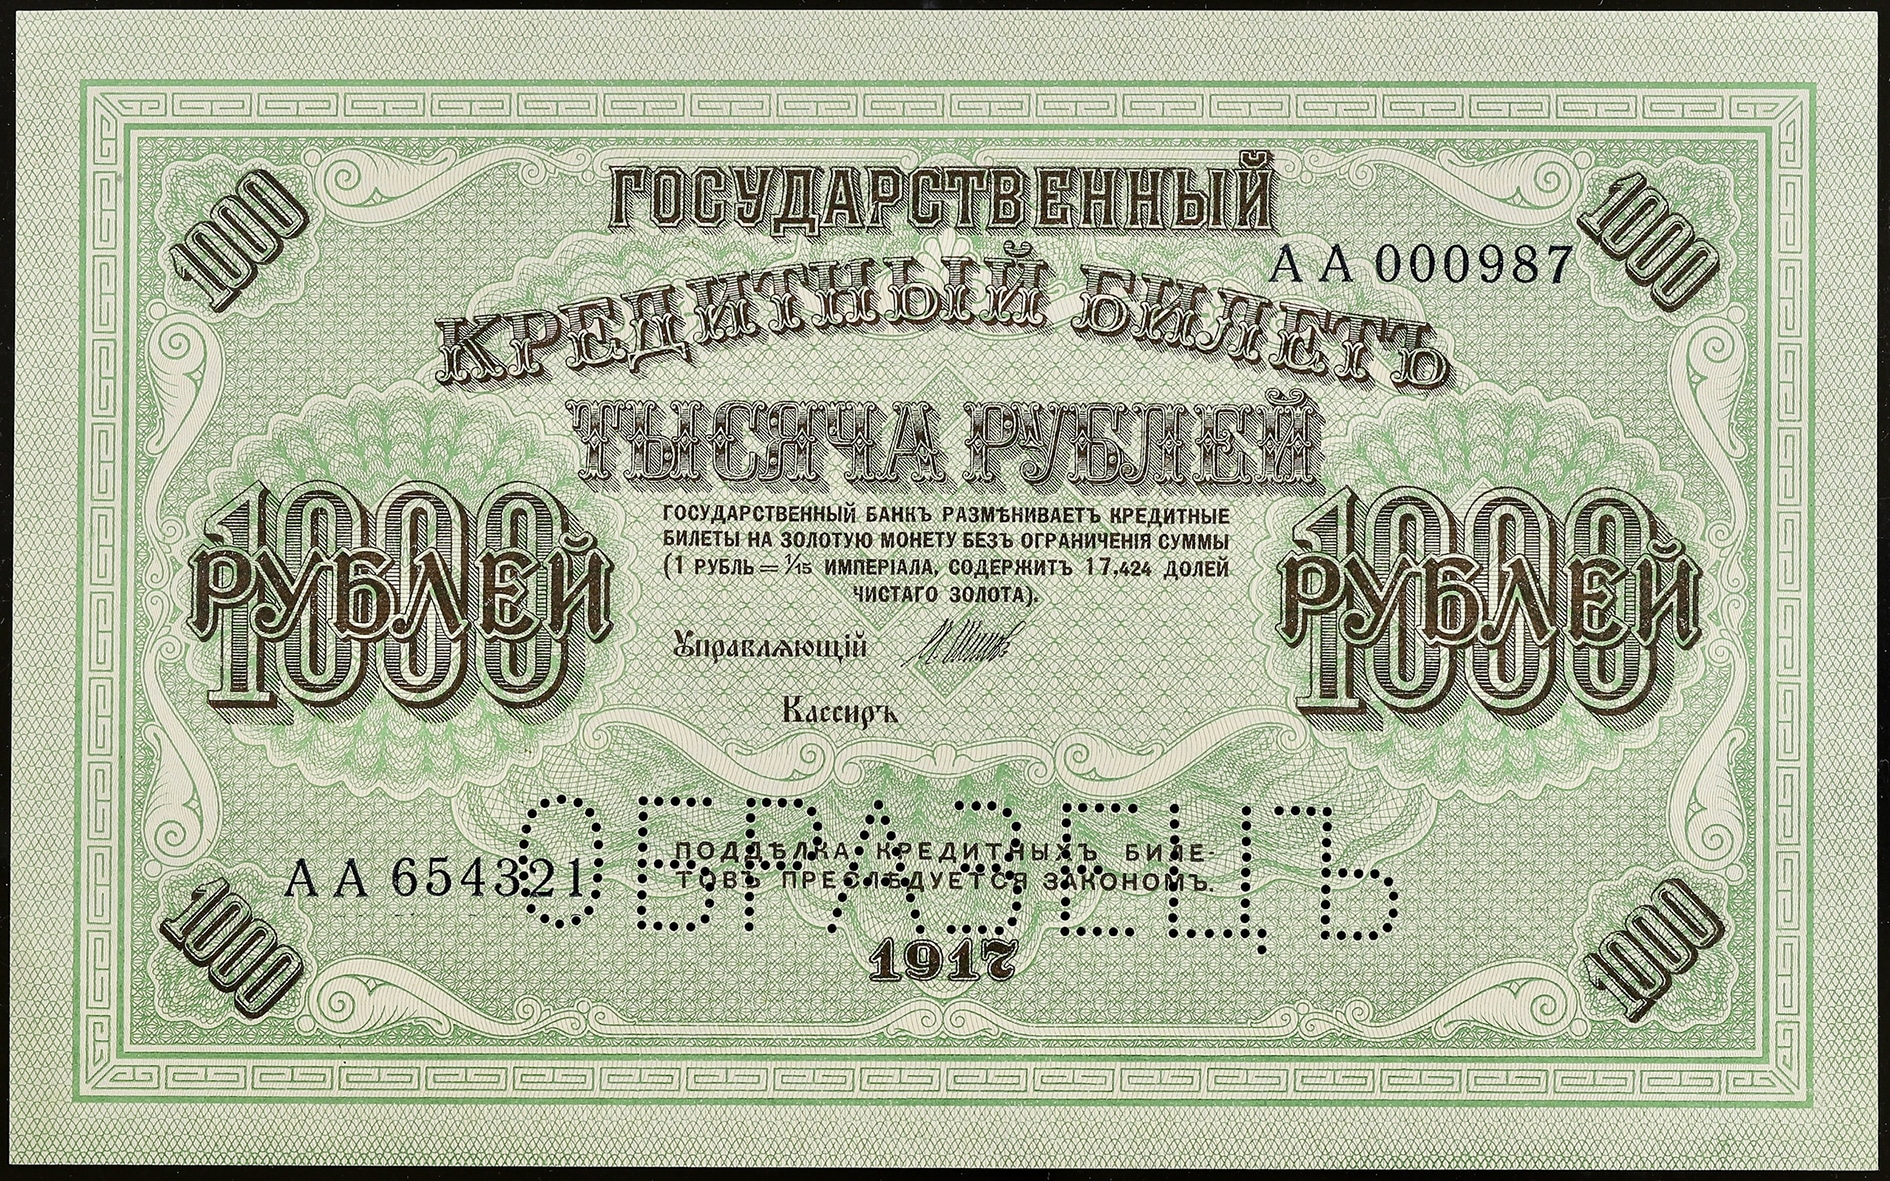 1000
1000
ГОСУДАРСТВЕННЫЙ
АА 000987
КРЕДИТНЫЙ БИЛЕТЪ
ТЫСЯЧА РУБЛЕЙ
1000
РУБЛЕЙ
1000
РУБЛЕЙ
ГОСУДАРСТВЕННЫЙ БАНКЪ РАЗМѢНИВАЕТЪ КРЕДИТНЫЕ
БИЛЕТЫ НА ЗОЛОТУЮ МОНЕТУ БЕЗЪ ОГРАНИЧЕНІЯ СУММЫ
(1 РУБЛЬ = 1/15 ИМПЕРІАЛА, СОДЕРЖИТЪ 17,424 ДОЛЕЙ
ЧИСТАГО ЗОЛОТА).
Управляющій
Кассиръ
ОБРАЗЕЦЪ
ПОДДѢЛКА КРЕДИТНЫХЪ БИЛЕ-
ТОВЪ ПРЕСЛѢДУЕТСЯ ЗАКОНОМЪ.
АА 654321
1917
1000
1000